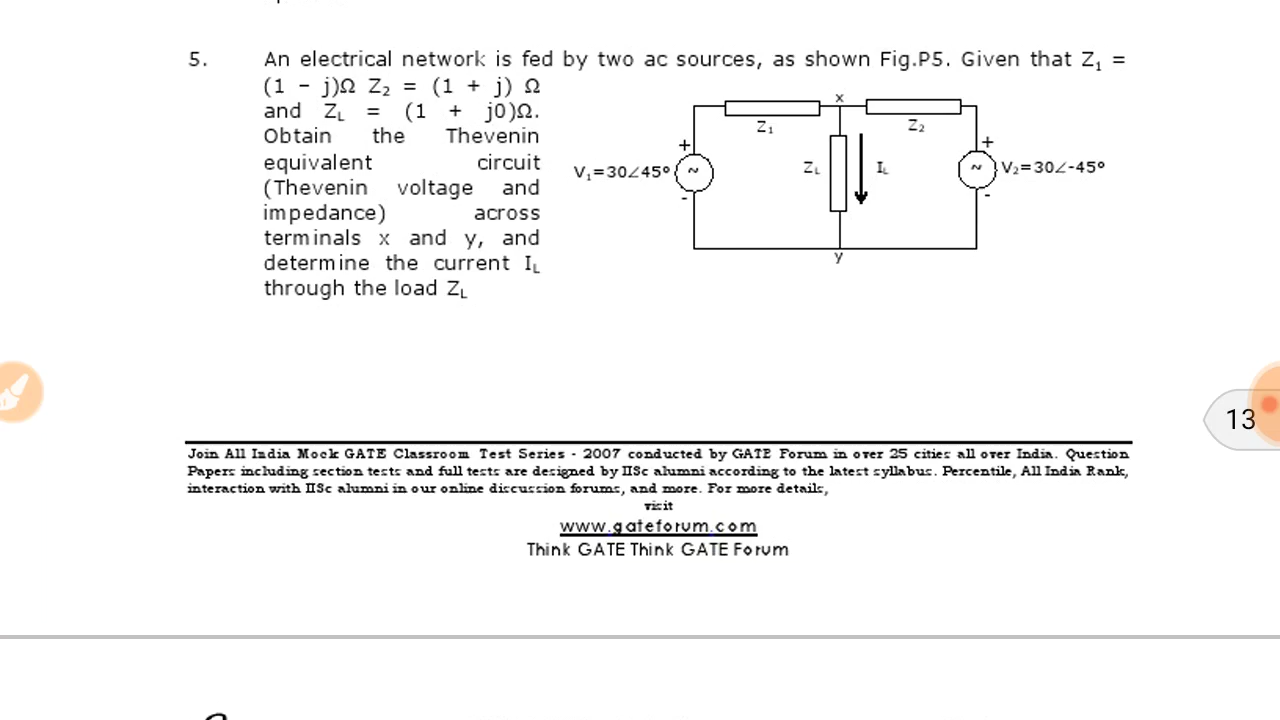 5. An electrical network is fed by two ac sources, as shown Fig.P5. Given that Z₁ =
(1 - j)Ω Z₂ = (1 + j) Ω
and Z_L = (1 + j0)Ω.
Obtain the Thevenin
equivalent circuit
(Thevenin voltage and
impedance) across
terminals x and y, and
determine the current I_L
through the load Z_L
x
Z₁
Z₂
+
+
V₁=30∠45°
~
Z_L
I_L
~
V₂=30∠-45°
-
-
y
13
Join All India Mock GATE Classroom Test Series - 2007 conducted by GATE Forum in over 25 cities all over India. Question
Papers including section tests and full tests are designed by IISc alumni according to the latest syllabus. Percentile, All India Rank,
interaction with IISc alumni in our online discussion forums, and more. For more details,
visit
www.gateforum.com
Think GATE Think GATE Forum